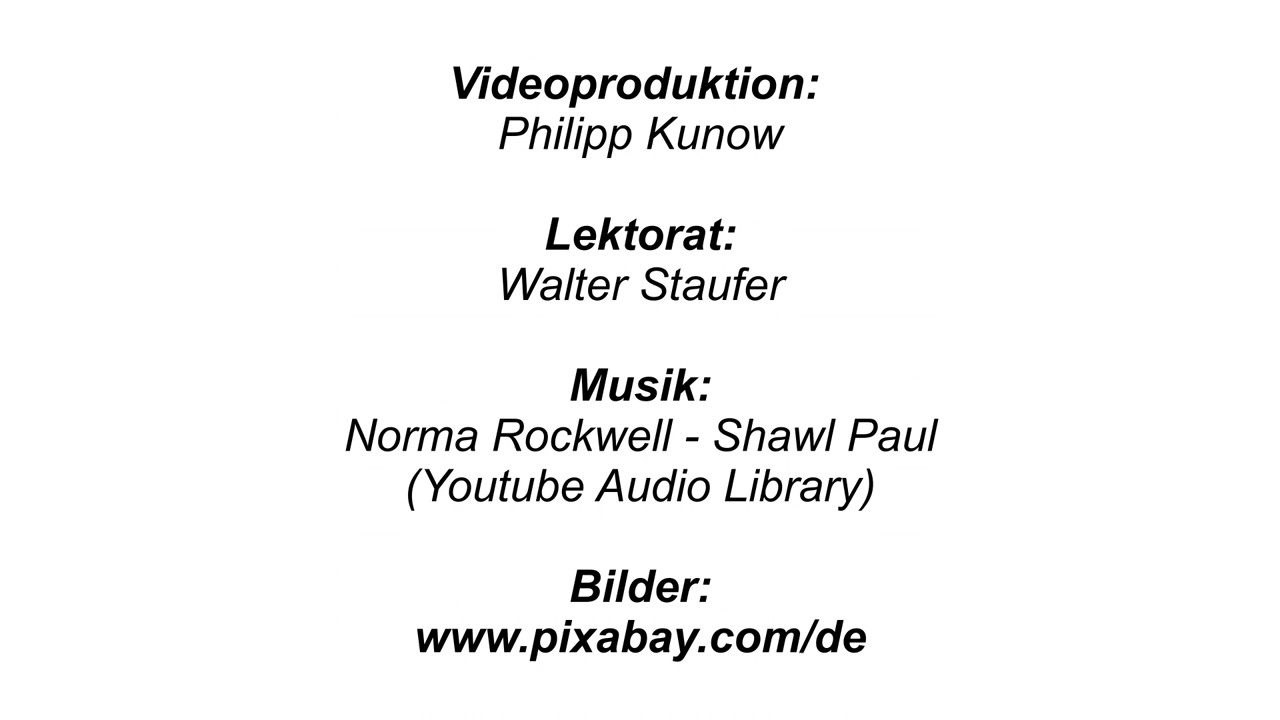 Videoproduktion:
Philipp Kunow
Lektorat:
Walter Staufer
Musik:
Norma Rockwell - Shawl Paul
(Youtube Audio Library)
Bilder:
www.pixabay.com/de